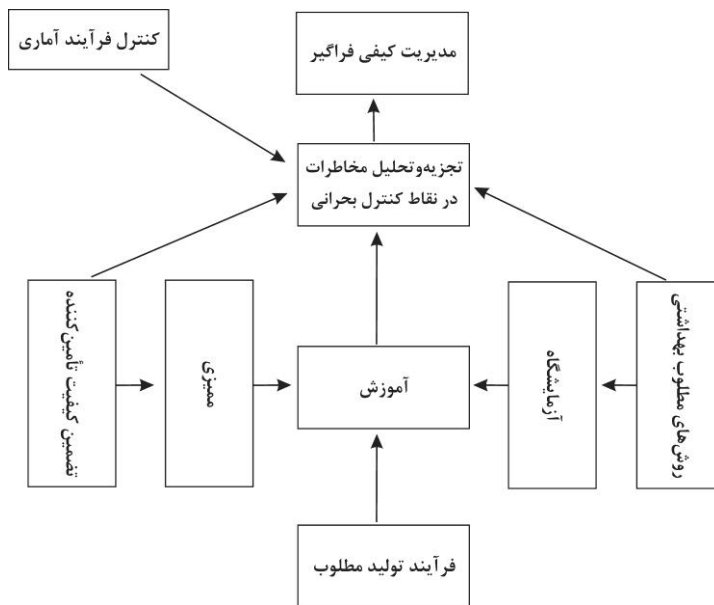 کنترل فرآیند آماری
مدیریت کیفی فراگیر
تجزیه‌وتحلیل مخاطرات
در نقاط کنترل بحرانی
روش‌های مطلوب بهداشتی
آزمایشگاه
آموزش
ممیزی
تضمین کیفیت تأمین‌کننده
فرآیند تولید مطلوب